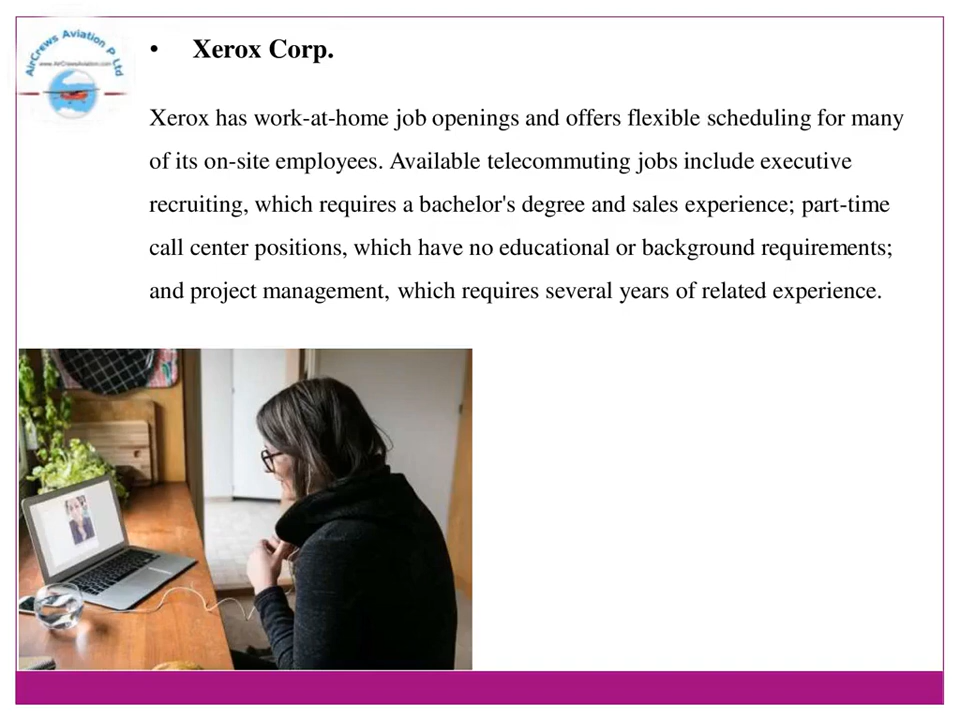 AirCrews Aviation P Ltd
www.AirCrewsAviation.com
• Xerox Corp.
Xerox has work-at-home job openings and offers flexible scheduling for many
of its on-site employees. Available telecommuting jobs include executive
recruiting, which requires a bachelor's degree and sales experience; part-time
call center positions, which have no educational or background requirements;
and project management, which requires several years of related experience.